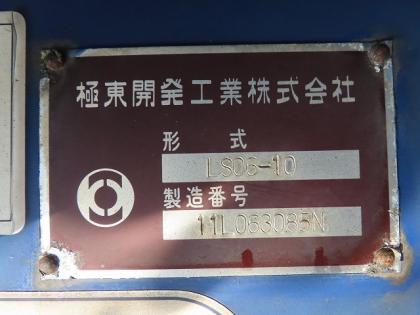 極東開発工業株式会社
形式
LS06-10
製造番号
11L063085N